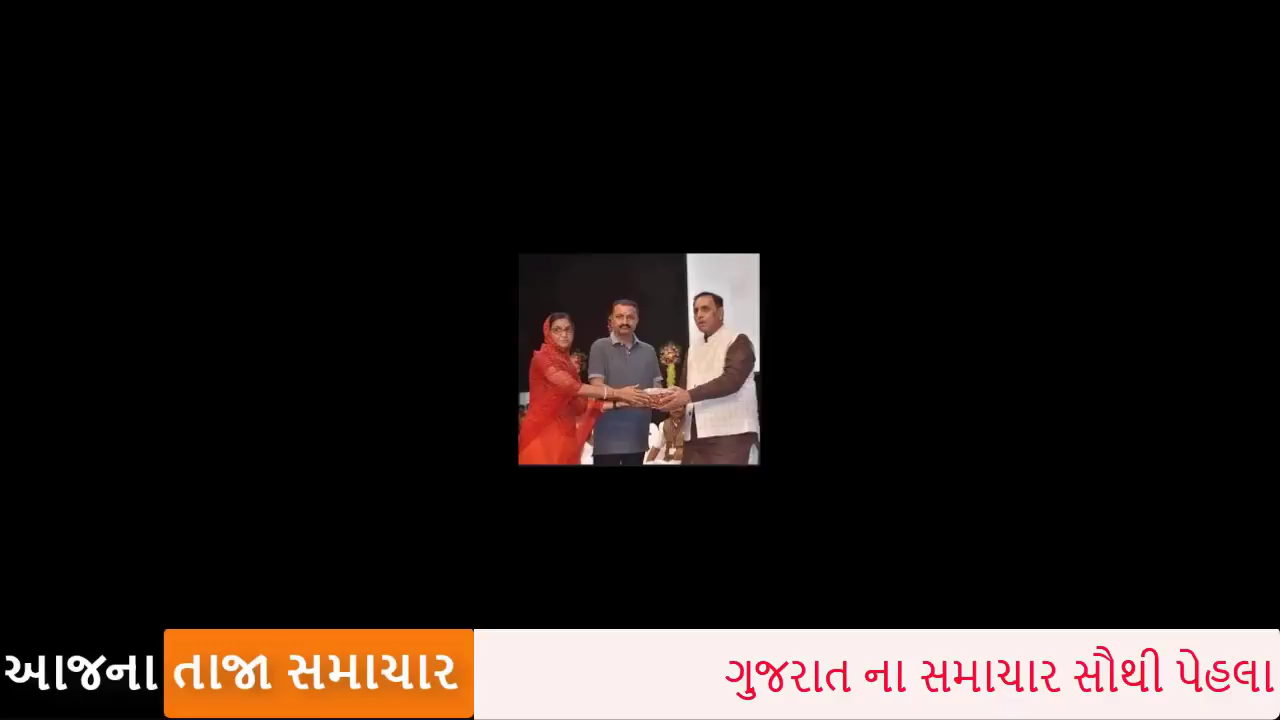 આજના તાજા સમાચાર ગુજરાત ના સમાચાર સૌથી પેહલા